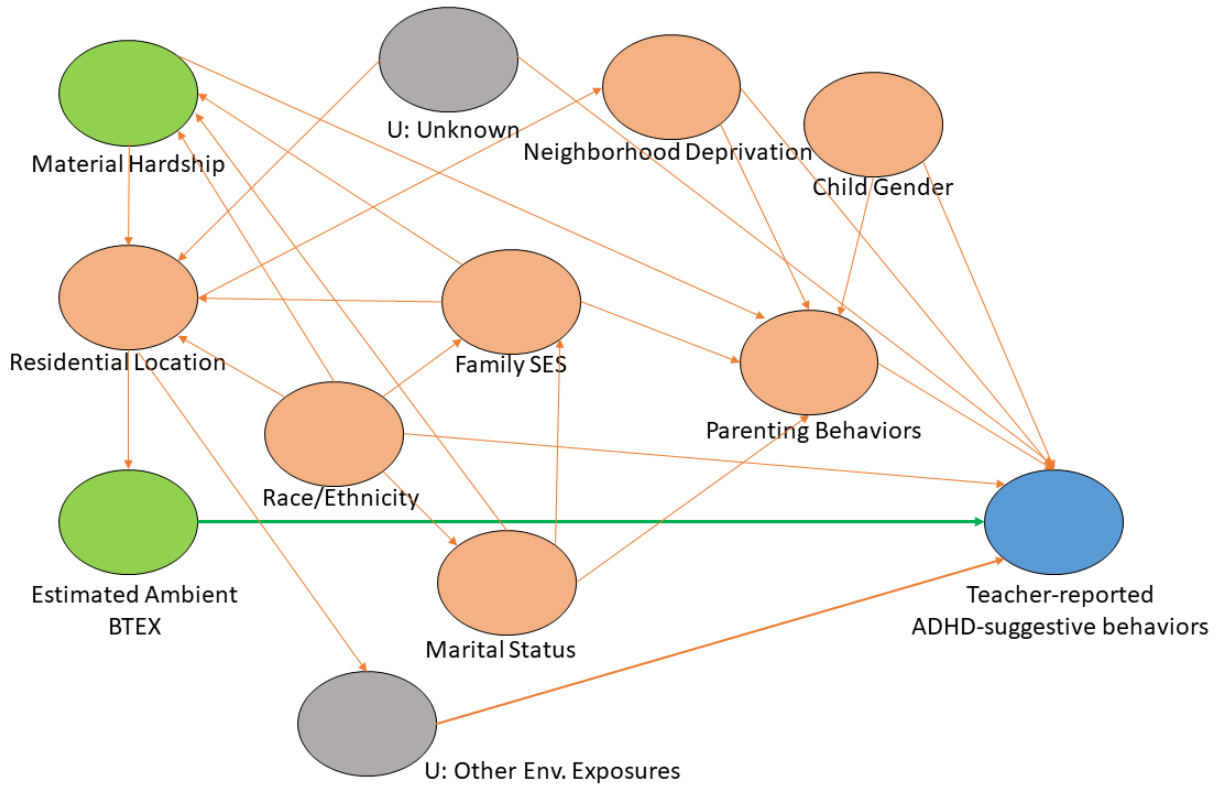 U: Unknown
Material Hardship
Neighborhood Deprivation
Child Gender
Residential Location
Family SES
Parenting Behaviors
Race/Ethnicity
Estimated Ambient
BTEX
Marital Status
Teacher-reported
ADHD-suggestive behaviors
U: Other Env. Exposures